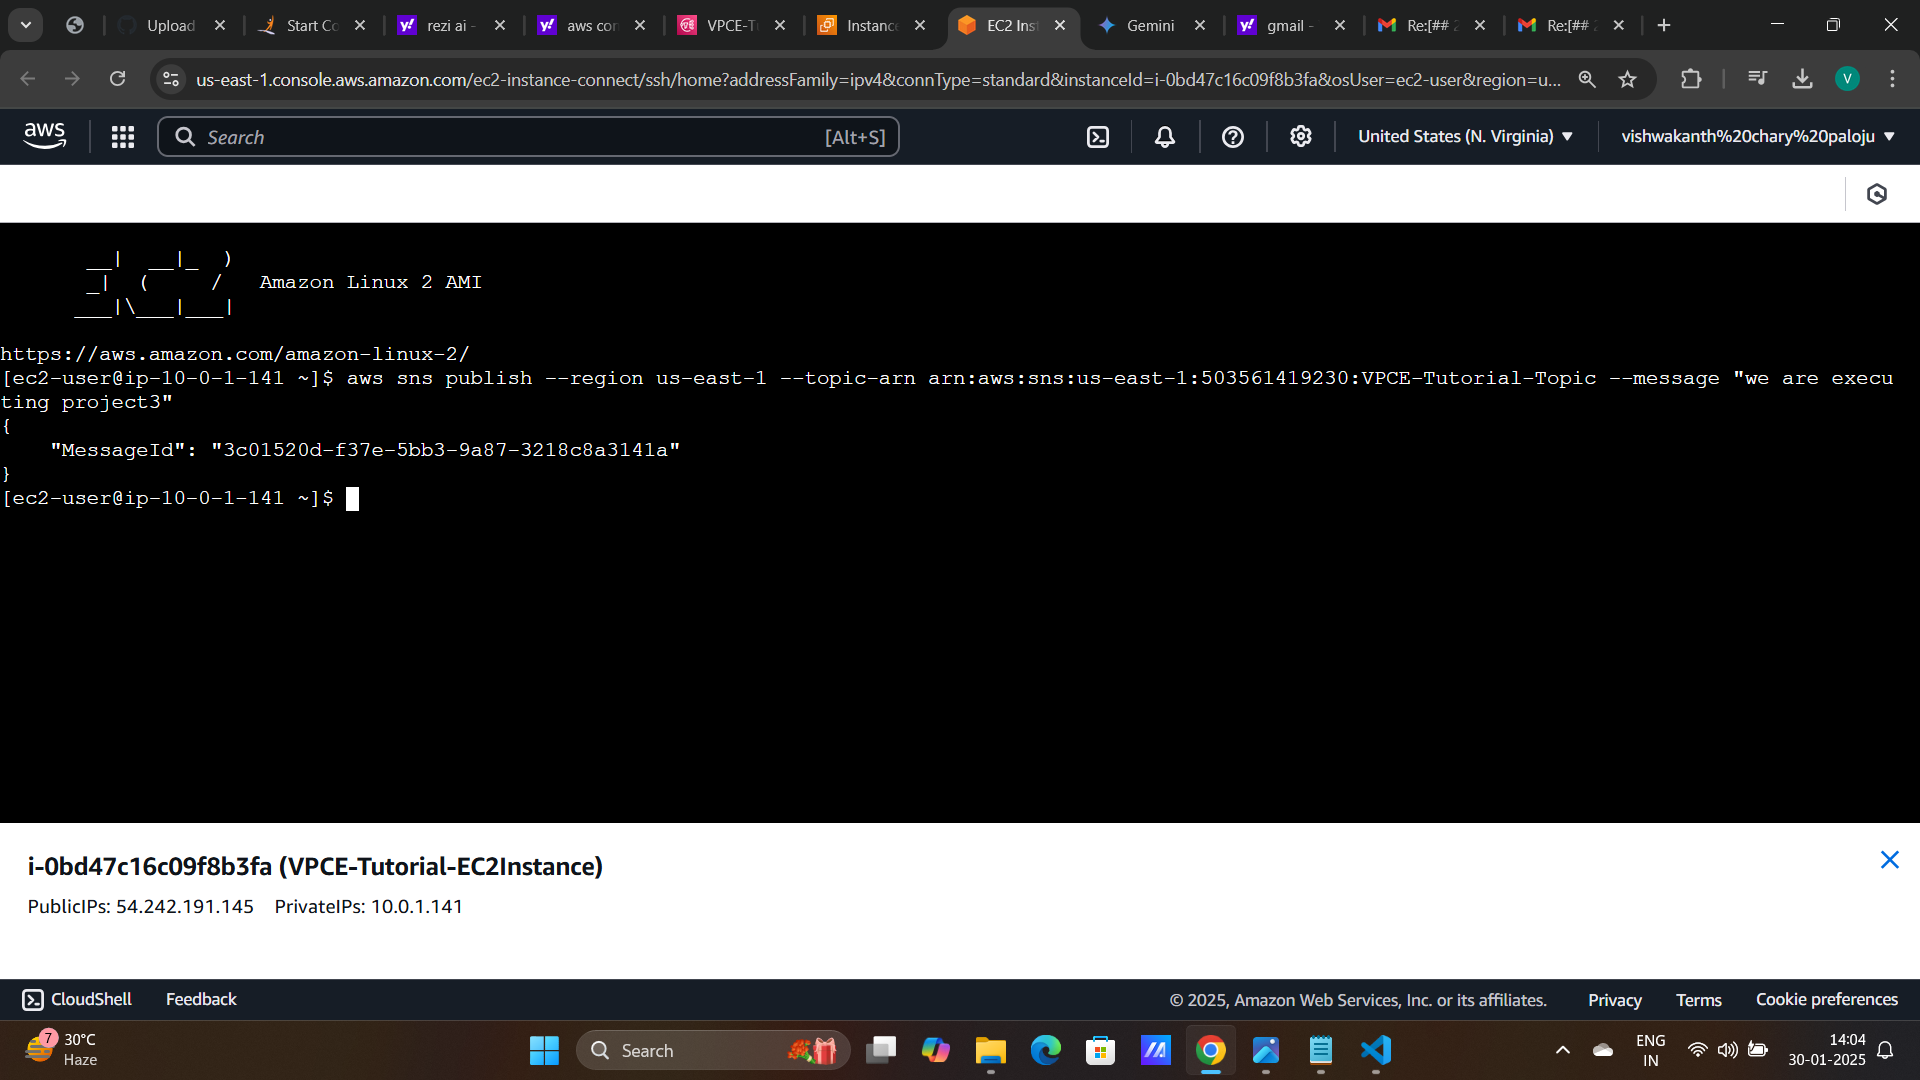 Upload
Start Co
rezi ai -
aws con
VPCE-T
Instance
EC2 Inst
Gemini
gmail -
Re:[## 2
Re:[## 2
us-east-1.console.aws.amazon.com/ec2-instance-connect/ssh/home?addressFamily=ipv4&connType=standard&instanceId=i-0bd47c16c09f8b3fa&osUser=ec2-user&region=u...
V
aws
Search
[Alt+S]
United States (N. Virginia)
vishwakanth%20chary%20paloju
       __|  __|_  )
       _|  (     /   Amazon Linux 2 AMI
      ___|\___|___|
https://aws.amazon.com/amazon-linux-2/
[ec2-user@ip-10-0-1-141 ~]$ aws sns publish --region us-east-1 --topic-arn arn:aws:sns:us-east-1:503561419230:VPCE-Tutorial-Topic --message "we are execu
ting project3"
{
    "MessageId": "3c01520d-f37e-5bb3-9a87-3218c8a3141a"
}
[ec2-user@ip-10-0-1-141 ~]$
i-0bd47c16c09f8b3fa (VPCE-Tutorial-EC2Instance)
PublicIPs: 54.242.191.145 PrivateIPs: 10.0.1.141
CloudShell Feedback
© 2025, Amazon Web Services, Inc. or its affiliates. Privacy Terms Cookie preferences
7
30°C
Haze
Search
ENG
IN
14:04
30-01-2025